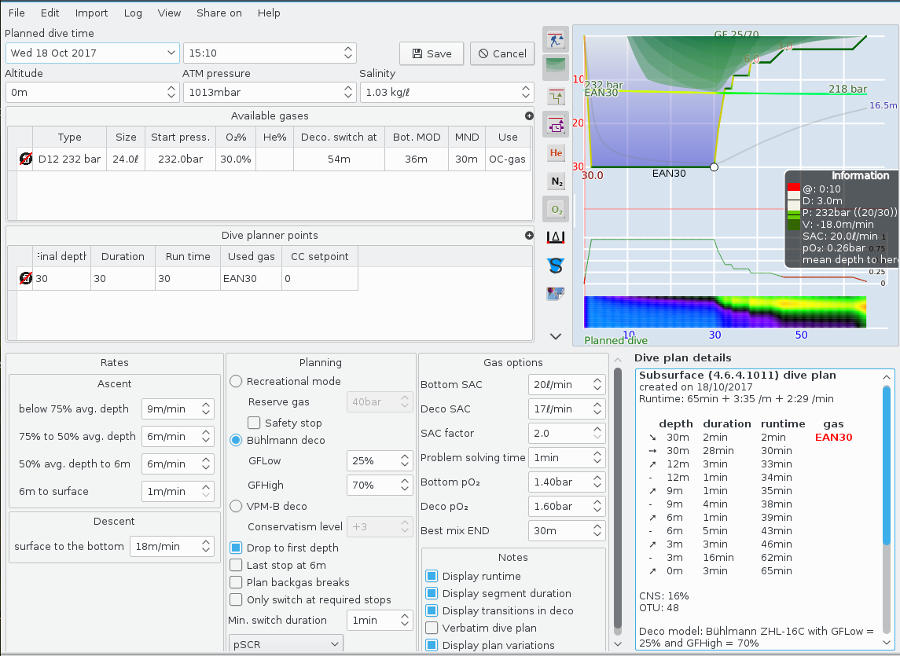 File Edit Import Log View Share on Help
Planned dive time
Wed 18 Oct 2017 15:10 Save Cancel
Altitude ATM pressure Salinity
0m 1013mbar 1.03 kg/ℓ
Available gases
Type Size Start press. O₂% He% Deco. switch at Bot. MOD MND Use
D12 232 bar 24.0ℓ 232.0bar 30.0% 54m 36m 30m OC-gas
Dive planner points
inal depth Duration Run time Used gas CC setpoint
30 30 30 EAN30 0
He
N₂
O₂
GF 25/70
10
232 bar
EAN30
218 bar
16.5m
20
30
30.0
EAN30
Information
@: 0:10
D: 3.0m
P: 232bar ((20/30))
V: -18.0m/min
SAC: 20.0ℓ/min
pO₂: 0.26bar
mean depth to her
1
0.75
0.25
0
10 30 50
Planned dive
Rates
Ascent
below 75% avg. depth 9m/min
75% to 50% avg. depth 6m/min
50% avg. depth to 6m 6m/min
6m to surface 1m/min
Descent
surface to the bottom 18m/min
Planning
Recreational mode
Reserve gas 40bar
Safety stop
Bühlmann deco
GFLow 25%
GFHigh 70%
VPM-B deco
Conservatism level +3
Drop to first depth
Last stop at 6m
Plan backgas breaks
Only switch at required stops
Min. switch duration 1min
pSCR
Gas options
Bottom SAC 20ℓ/min
Deco SAC 17ℓ/min
SAC factor 2.0
Problem solving time 1min
Bottom pO₂ 1.40bar
Deco pO₂ 1.60bar
Best mix END 30m
Notes
Display runtime
Display segment duration
Display transitions in deco
Verbatim dive plan
Display plan variations
Dive plan details
Subsurface (4.6.4.1011) dive plan
created on 18/10/2017
Runtime: 65min + 3:35 /m + 2:29 /min
depth duration runtime gas
➘ 30m 2min 2min EAN30
➙ 30m 28min 30min
➚ 12m 3min 33min
- 12m 1min 34min
➚ 9m 1min 35min
- 9m 4min 38min
➚ 6m 1min 39min
- 6m 5min 43min
➚ 3m 3min 46min
- 3m 16min 62min
➚ 0m 3min 65min
CNS: 16%
OTU: 48
Deco model: Bühlmann ZHL-16C with GFLow =
25% and GFHigh = 70%